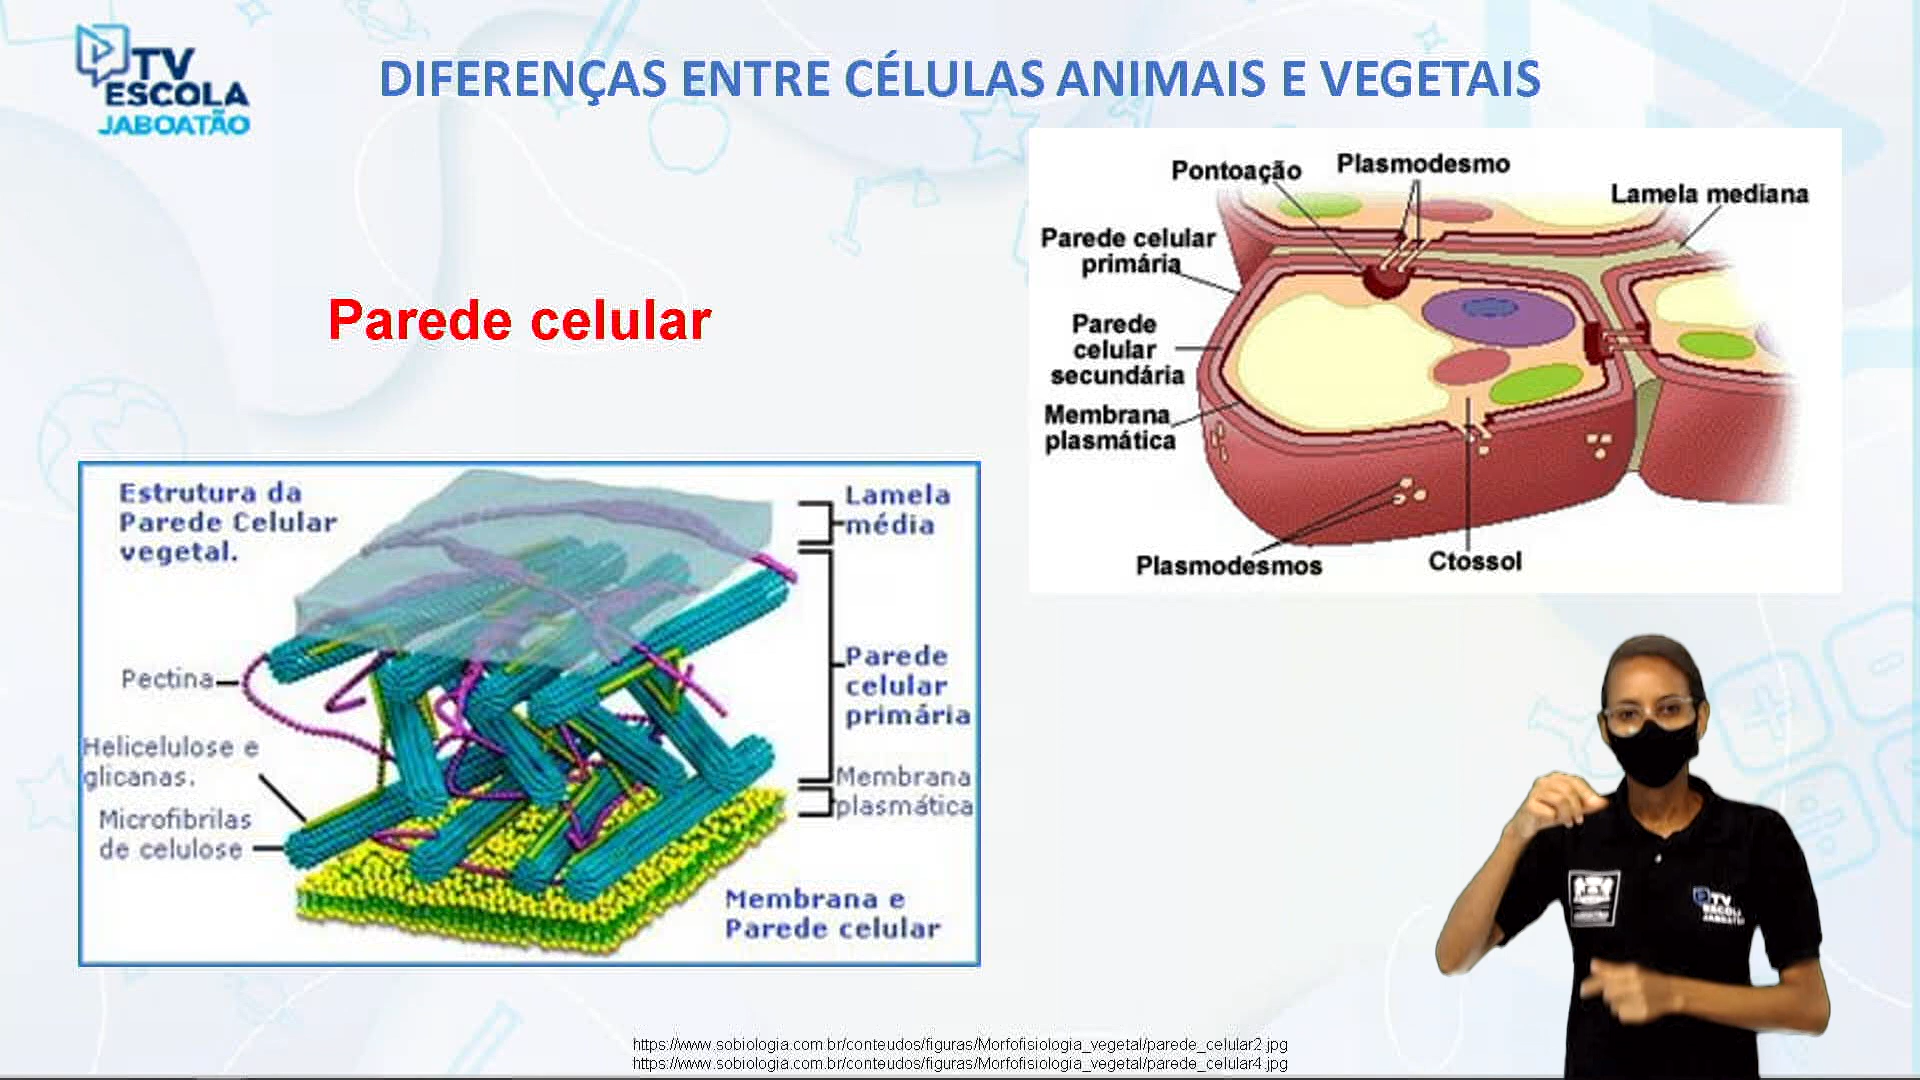 TV
ESCOLA
JABOATÃO
DIFERENÇAS ENTRE CÉLULAS ANIMAIS E VEGETAIS
Parede celular
Pontoação
Plasmodesmo
Lamela mediana
Parede celular
primária
Parede
celular
secundária
Membrana
plasmática
Plasmodesmos
Ctossol
Estrutura da
Parede Celular
vegetal.
Lamela
média
Pectina
Parede
celular
primária
Helicelulose e
glicanas.
Membrana
plasmática
Microfibrilas
de celulose
Membrana e
Parede celular
TV
ESCOLA
JABOATÃO
https://www.sobiologia.com.br/conteudos/figuras/Morfofisiologia_vegetal/parede_celular2.jpg
https://www.sobiologia.com.br/conteudos/figuras/Morfofisiologia_vegetal/parede_celular4.jpg